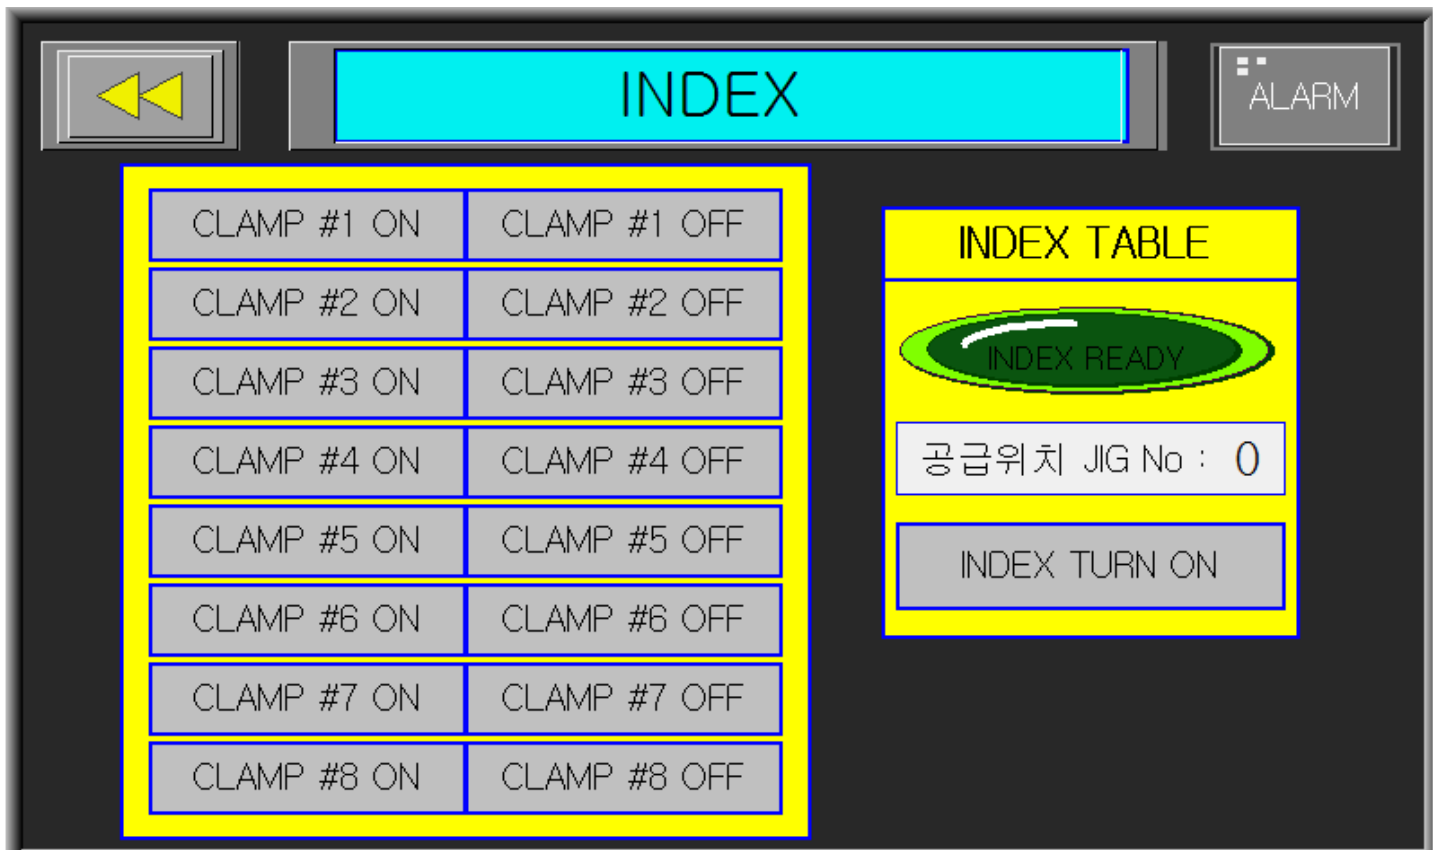 INDEX
ALARM
CLAMP #1 ON CLAMP #1 OFF
CLAMP #2 ON CLAMP #2 OFF
CLAMP #3 ON CLAMP #3 OFF
CLAMP #4 ON CLAMP #4 OFF
CLAMP #5 ON CLAMP #5 OFF
CLAMP #6 ON CLAMP #6 OFF
CLAMP #7 ON CLAMP #7 OFF
CLAMP #8 ON CLAMP #8 OFF
INDEX TABLE
INDEX READY
공급위치 JIG No : 0
INDEX TURN ON